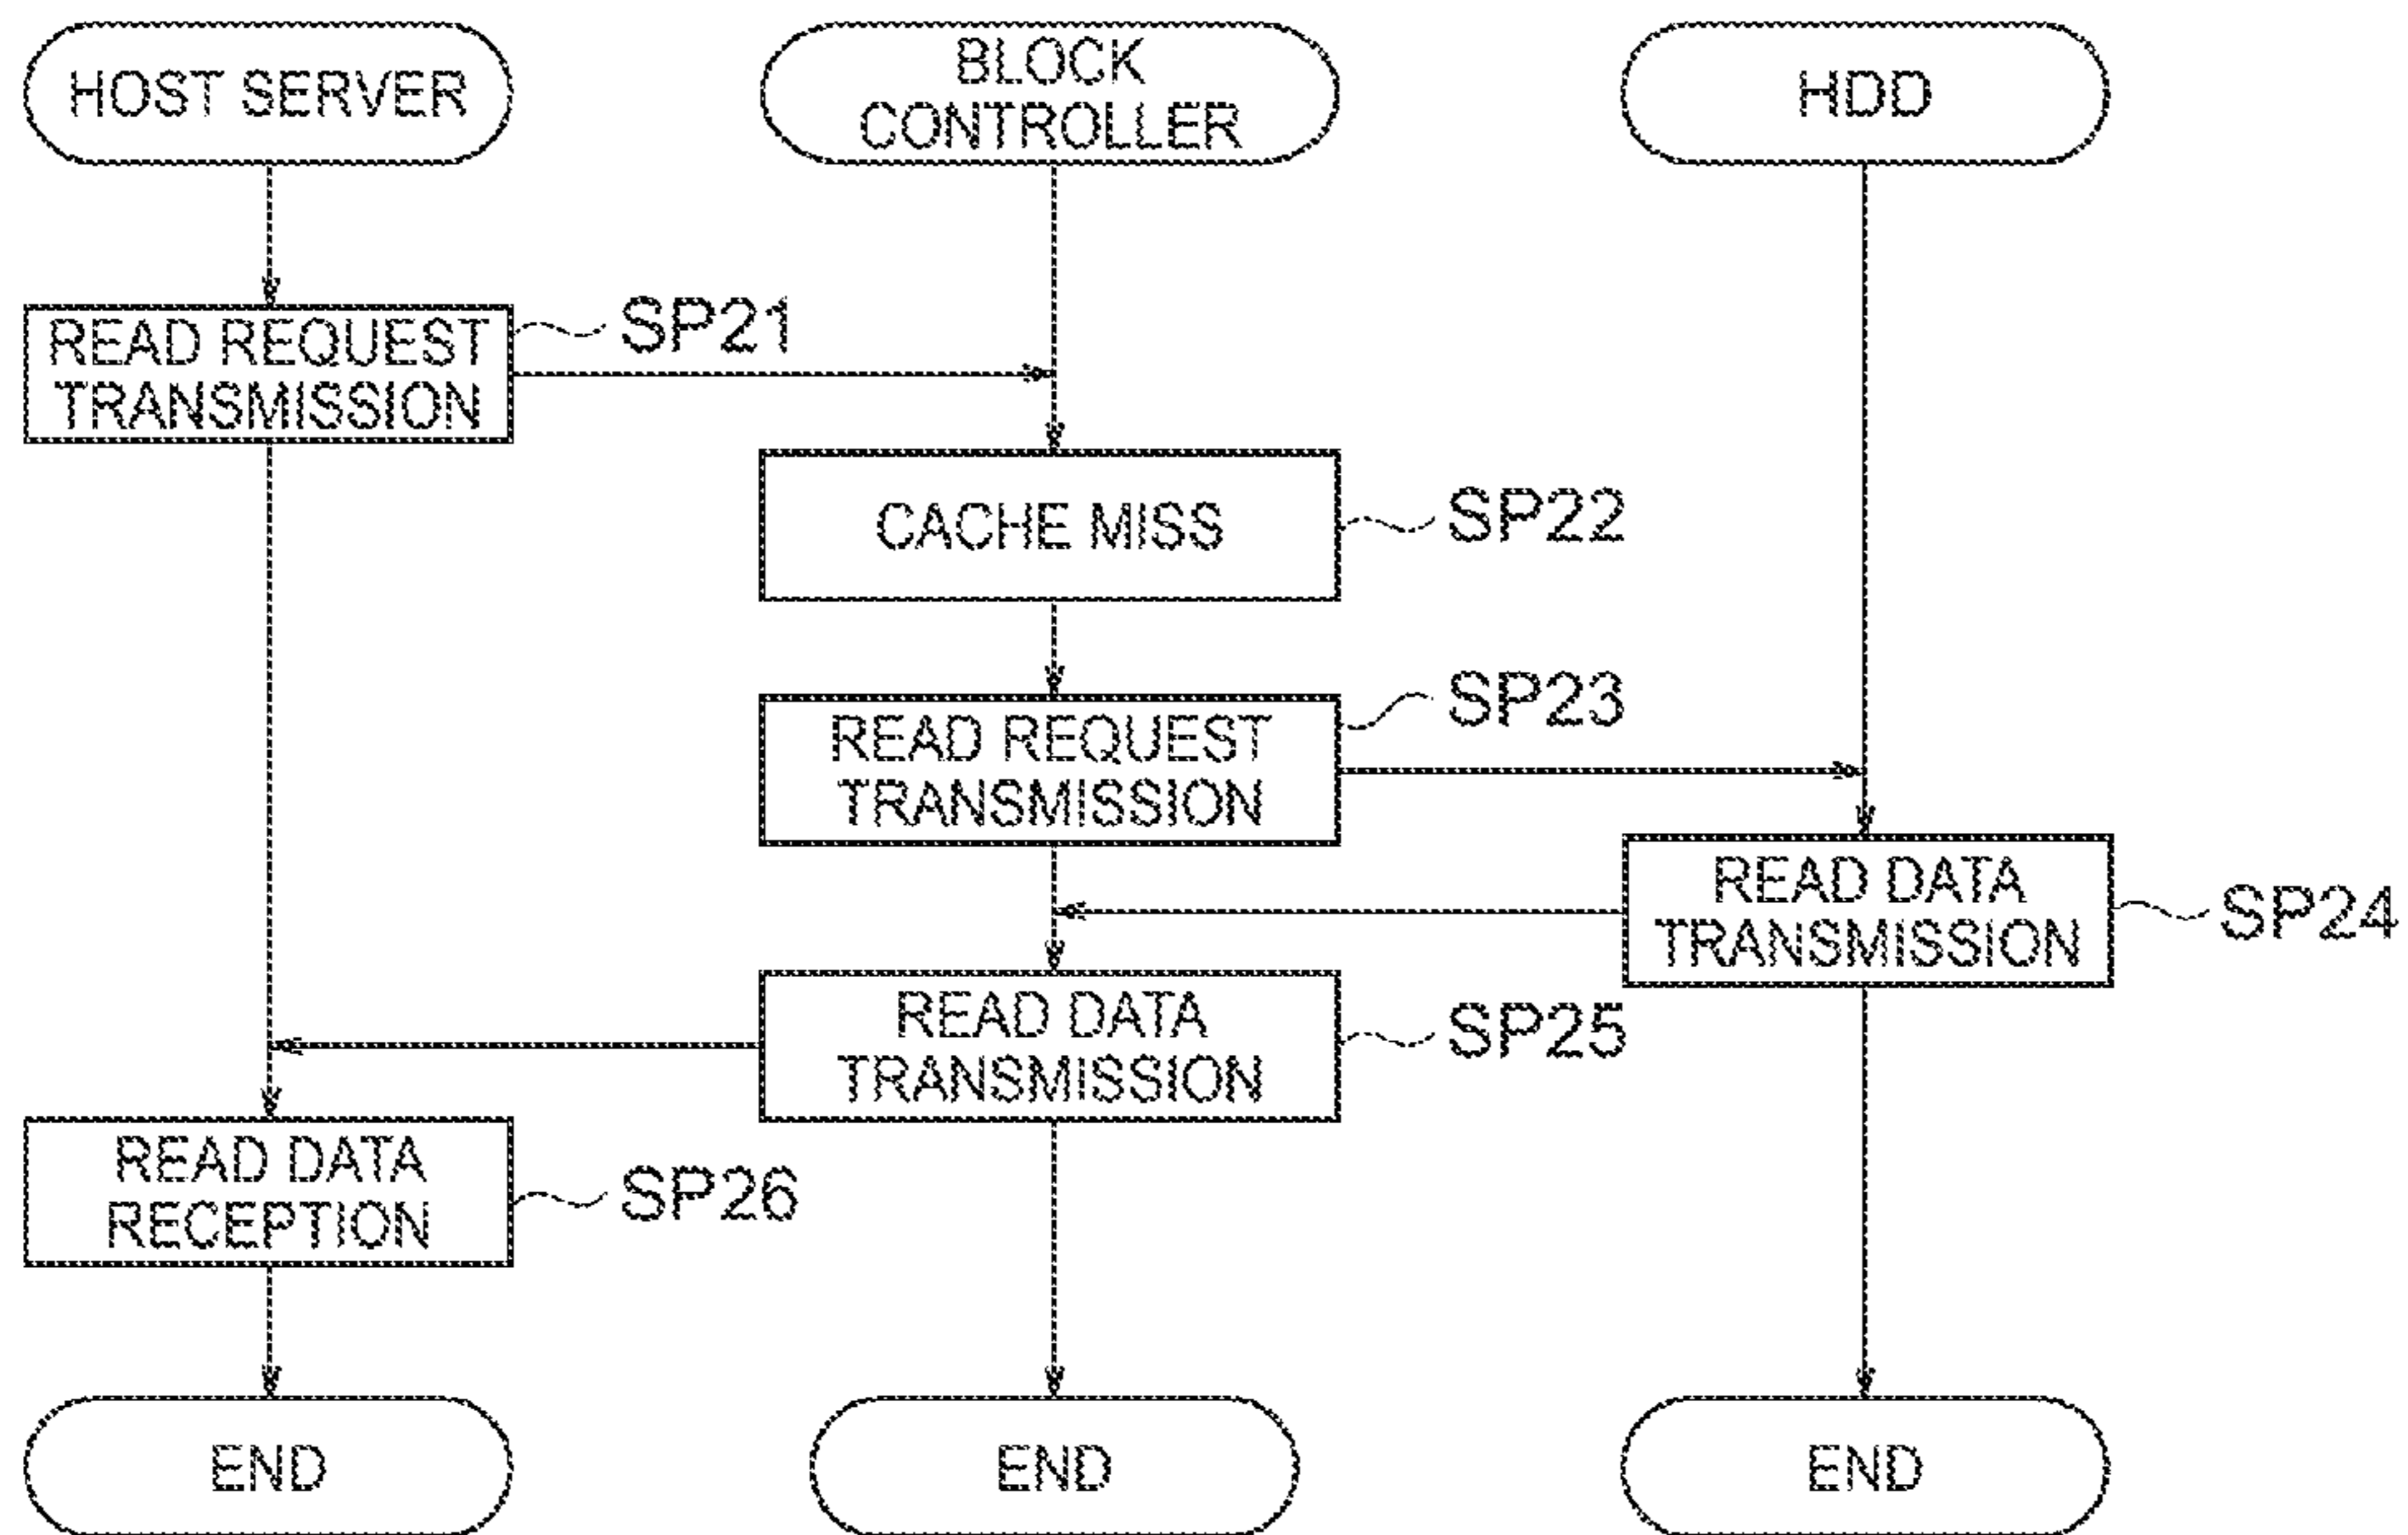 HOST SERVER
BLOCK
CONTROLLER
HDD
READ REQUEST
TRANSMISSION
SP21
CACHE MISS
SP22
READ REQUEST
TRANSMISSION
SP23
READ DATA
TRANSMISSION
SP24
READ DATA
TRANSMISSION
SP25
READ DATA
RECEPTION
SP26
END
END
END